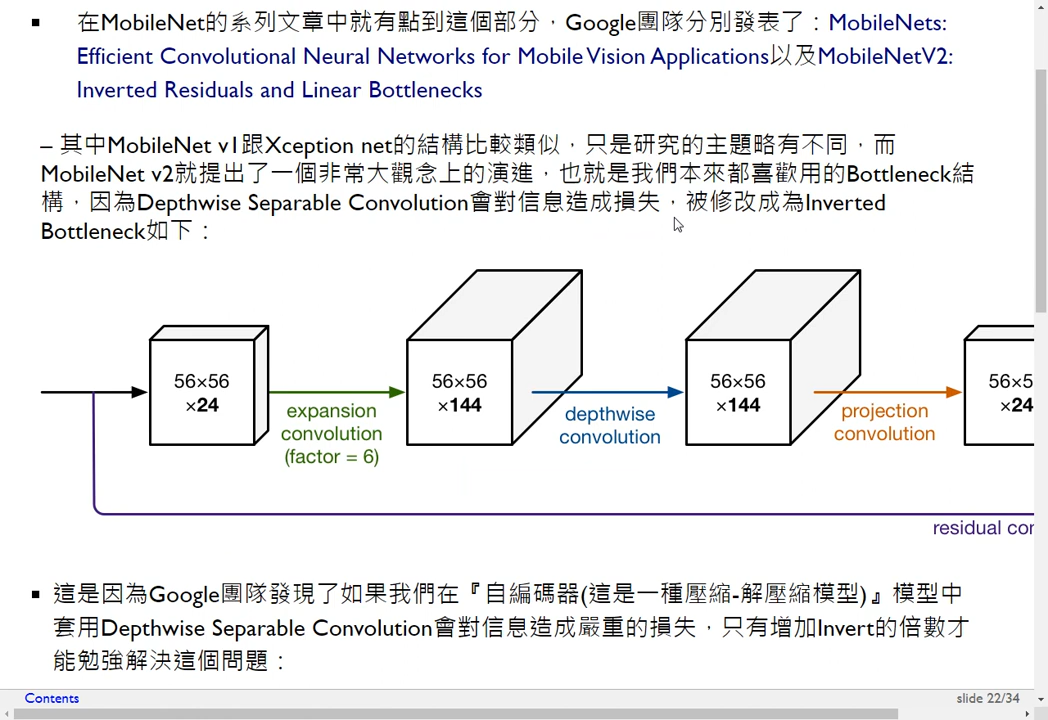 在MobileNet的系列文章中就有點到這個部分，Google團隊分別發表了：MobileNets:
Efficient Convolutional Neural Networks for Mobile Vision Applications以及MobileNetV2:
Inverted Residuals and Linear Bottlenecks
– 其中MobileNet v1跟Xception net的結構比較類似，只是研究的主題略有不同，而
MobileNet v2就提出了一個非常大觀念上的演進，也就是我們本來都喜歡用的Bottleneck結
構，因為Depthwise Separable Convolution會對信息造成損失，被修改成為Inverted
Bottleneck如下：
56×56
×24
expansion
convolution
(factor = 6)
56×56
×144
depthwise
convolution
56×56
×144
projection
convolution
56×5
×24
residual cor
這是因為Google團隊發現了如果我們在『自編碼器(這是一種壓縮-解壓縮模型)』模型中
套用Depthwise Separable Convolution會對信息造成嚴重的損失，只有增加Invert的倍數才
能勉強解決這個問題：
Contents
slide 22/34